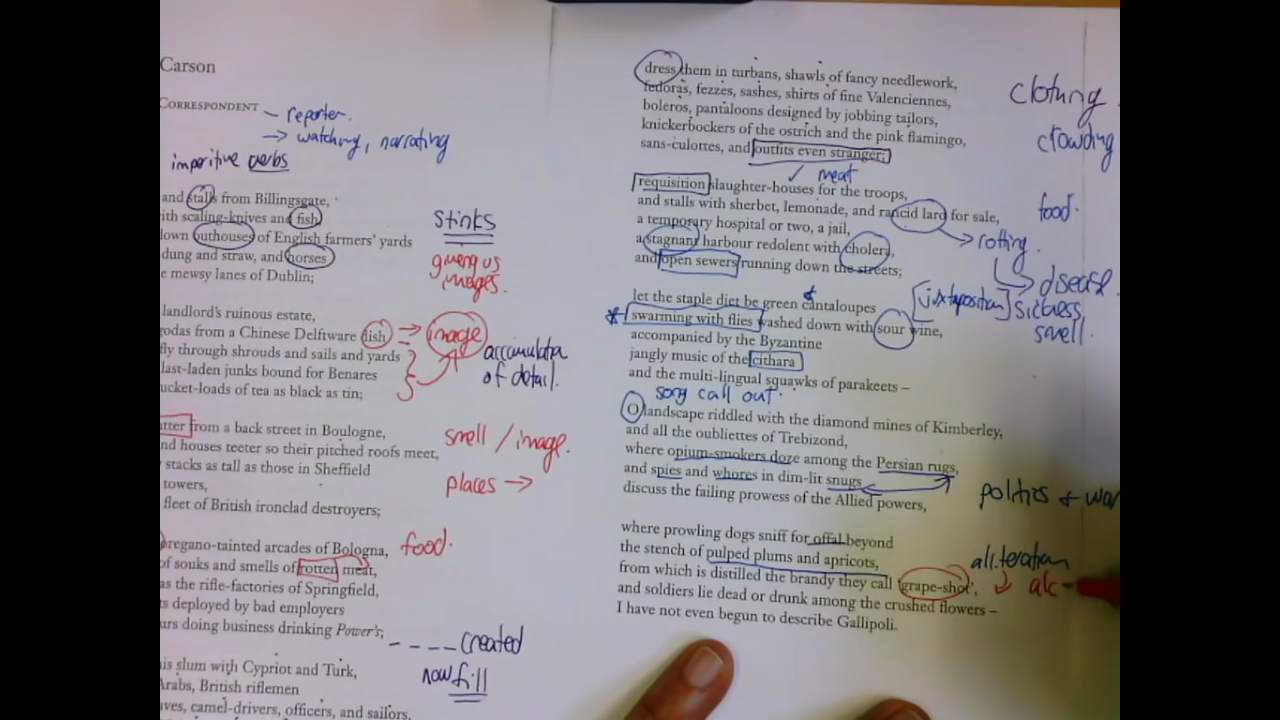 Carson
CORRESPONDENT
- reporter.
→ watching, narrating
imperitive verbs
and stalls from Billingsgate,
ith scaling-knives and fish
down outhouses of English farmers' yards
dung and straw, and horses
e mewsy lanes of Dublin;
stinks
giving us
images.
landlord's ruinous estate,
godas from a Chinese Delftware dish
fly through shrouds and sails and yards
last-laden junks bound for Benares
ucket-loads of tea as black as tin;
image
accumulation
of detail.
utter from a back street in Boulogne,
nd houses teeter so their pitched roofs meet,
stacks as tall as those in Sheffield
towers,
fleet of British ironclad destroyers;
smell / image.
places →
regano-tainted arcades of Bologna,
of souks and smells of rotten meat,
as the rifle-factories of Springfield,
ts deployed by bad employers
urs doing business drinking Power's;
food.
---- created
now fill
is slum with Cypriot and Turk,
Arabs, British riflemen
aves, camel-drivers, officers, and sailors,
dress them in turbans, shawls of fancy needlework,
fedoras, fezzes, sashes, shirts of fine Valenciennes,
boleros, pantaloons designed by jobbing tailors,
knickerbockers of the ostrich and the pink flamingo,
sans-culottes, and outfits even stranger;
clothing.
crowding
✓ meat
requisition slaughter-houses for the troops,
and stalls with sherbet, lemonade, and rancid lard for sale,
a temporary hospital or two, a jail,
a stagnant harbour redolent with cholera,
and open sewers running down the streets;
food.
rotting.
disease.
sickness
smell.
[juxtaposition]
let the staple diet be green cantaloupes
* swarming with flies washed down with sour wine,
accompanied by the Byzantine
jangly music of the cithara
and the multi-lingual squawks of parakeets –
song call out.
O landscape riddled with the diamond mines of Kimberley,
and all the oubliettes of Trebizond,
where opium-smokers doze among the Persian rugs,
and spies and whores in dim-lit snugs
discuss the failing prowess of the Allied powers,
politics + war
where prowling dogs sniff for offal beyond
the stench of pulped plums and apricots,
from which is distilled the brandy they call 'grape-shot',
and soldiers lie dead or drunk among the crushed flowers –
I have not even begun to describe Gallipoli.
alliteration
alc